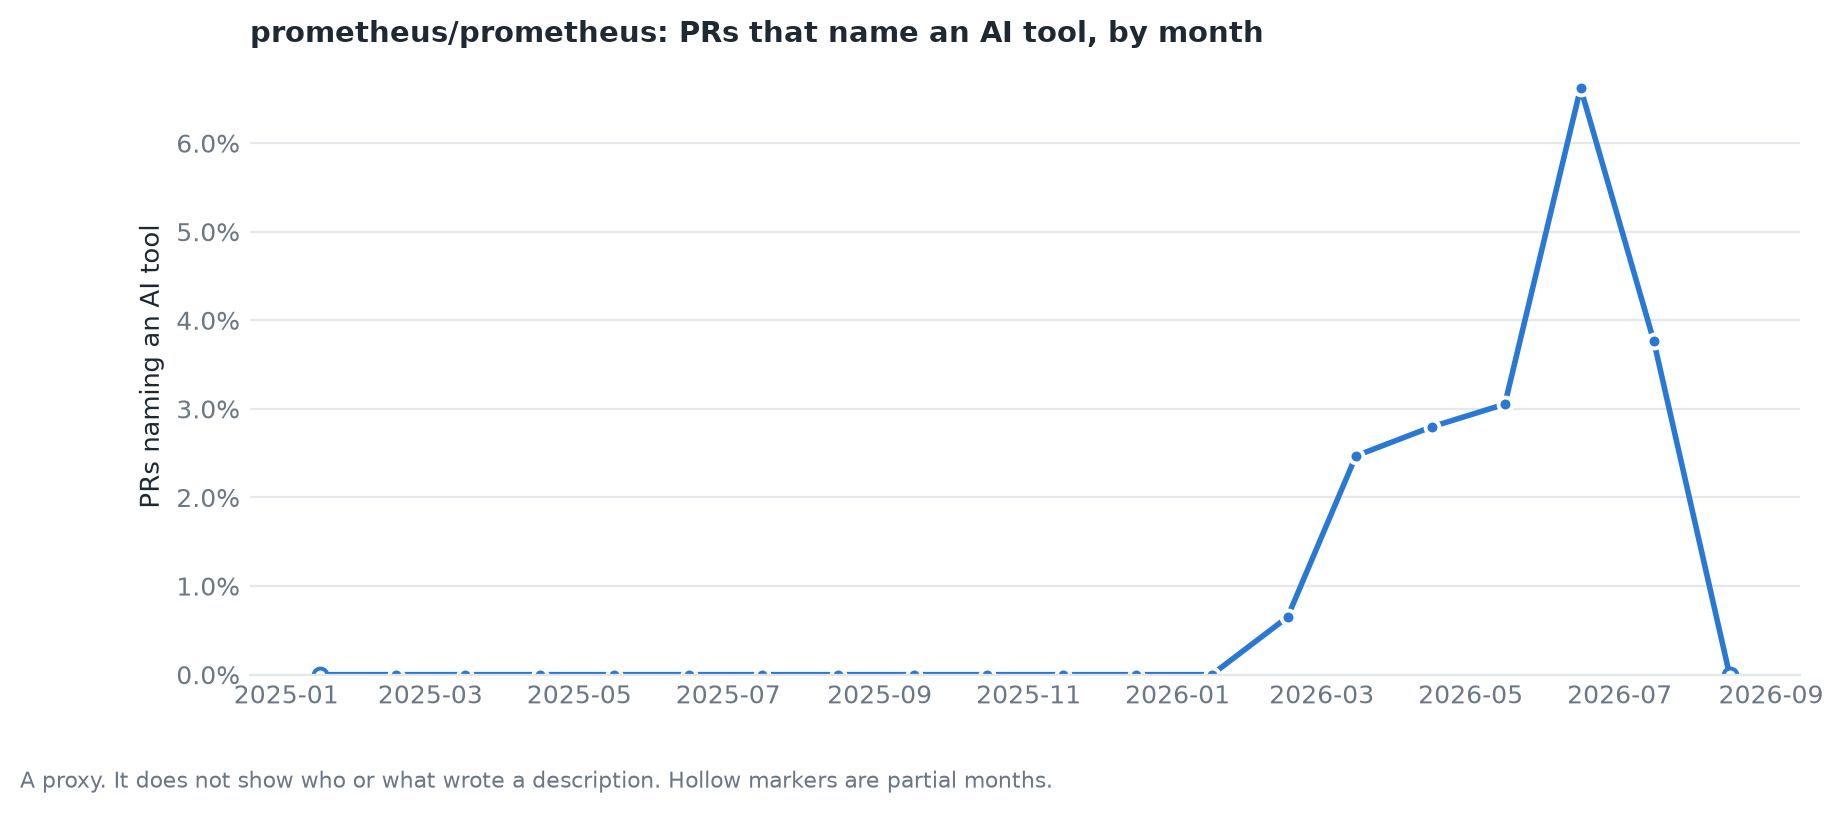 prometheus/prometheus: PRs that name an AI tool, by month
PRs naming an AI tool
6.0%
5.0%
4.0%
3.0%
2.0%
1.0%
0.0%
2025-01 2025-03 2025-05 2025-07 2025-09 2025-11 2026-01 2026-03 2026-05 2026-07 2026-09
A proxy. It does not show who or what wrote a description. Hollow markers are partial months.